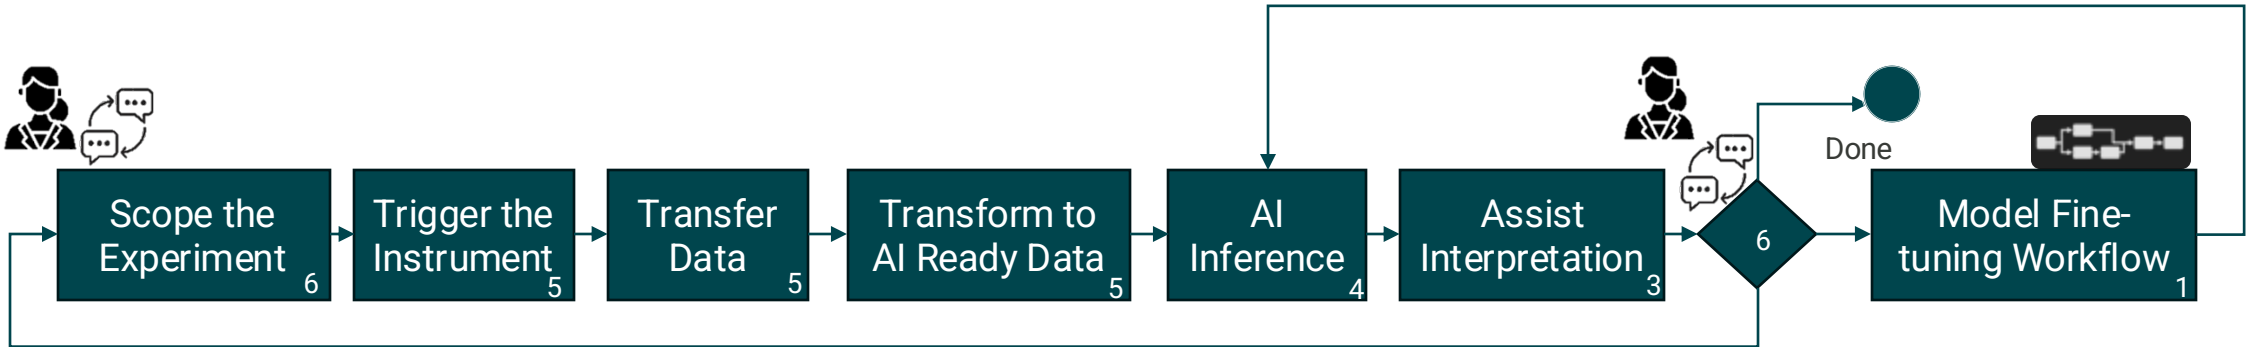 Scope the
Experiment
6
Trigger the
Instrument
5
Transfer
Data
5
Transform to
AI Ready Data
5
AI
Inference
4
Assist
Interpretation
3
6
Done
Model Fine-
tuning Workflow
1